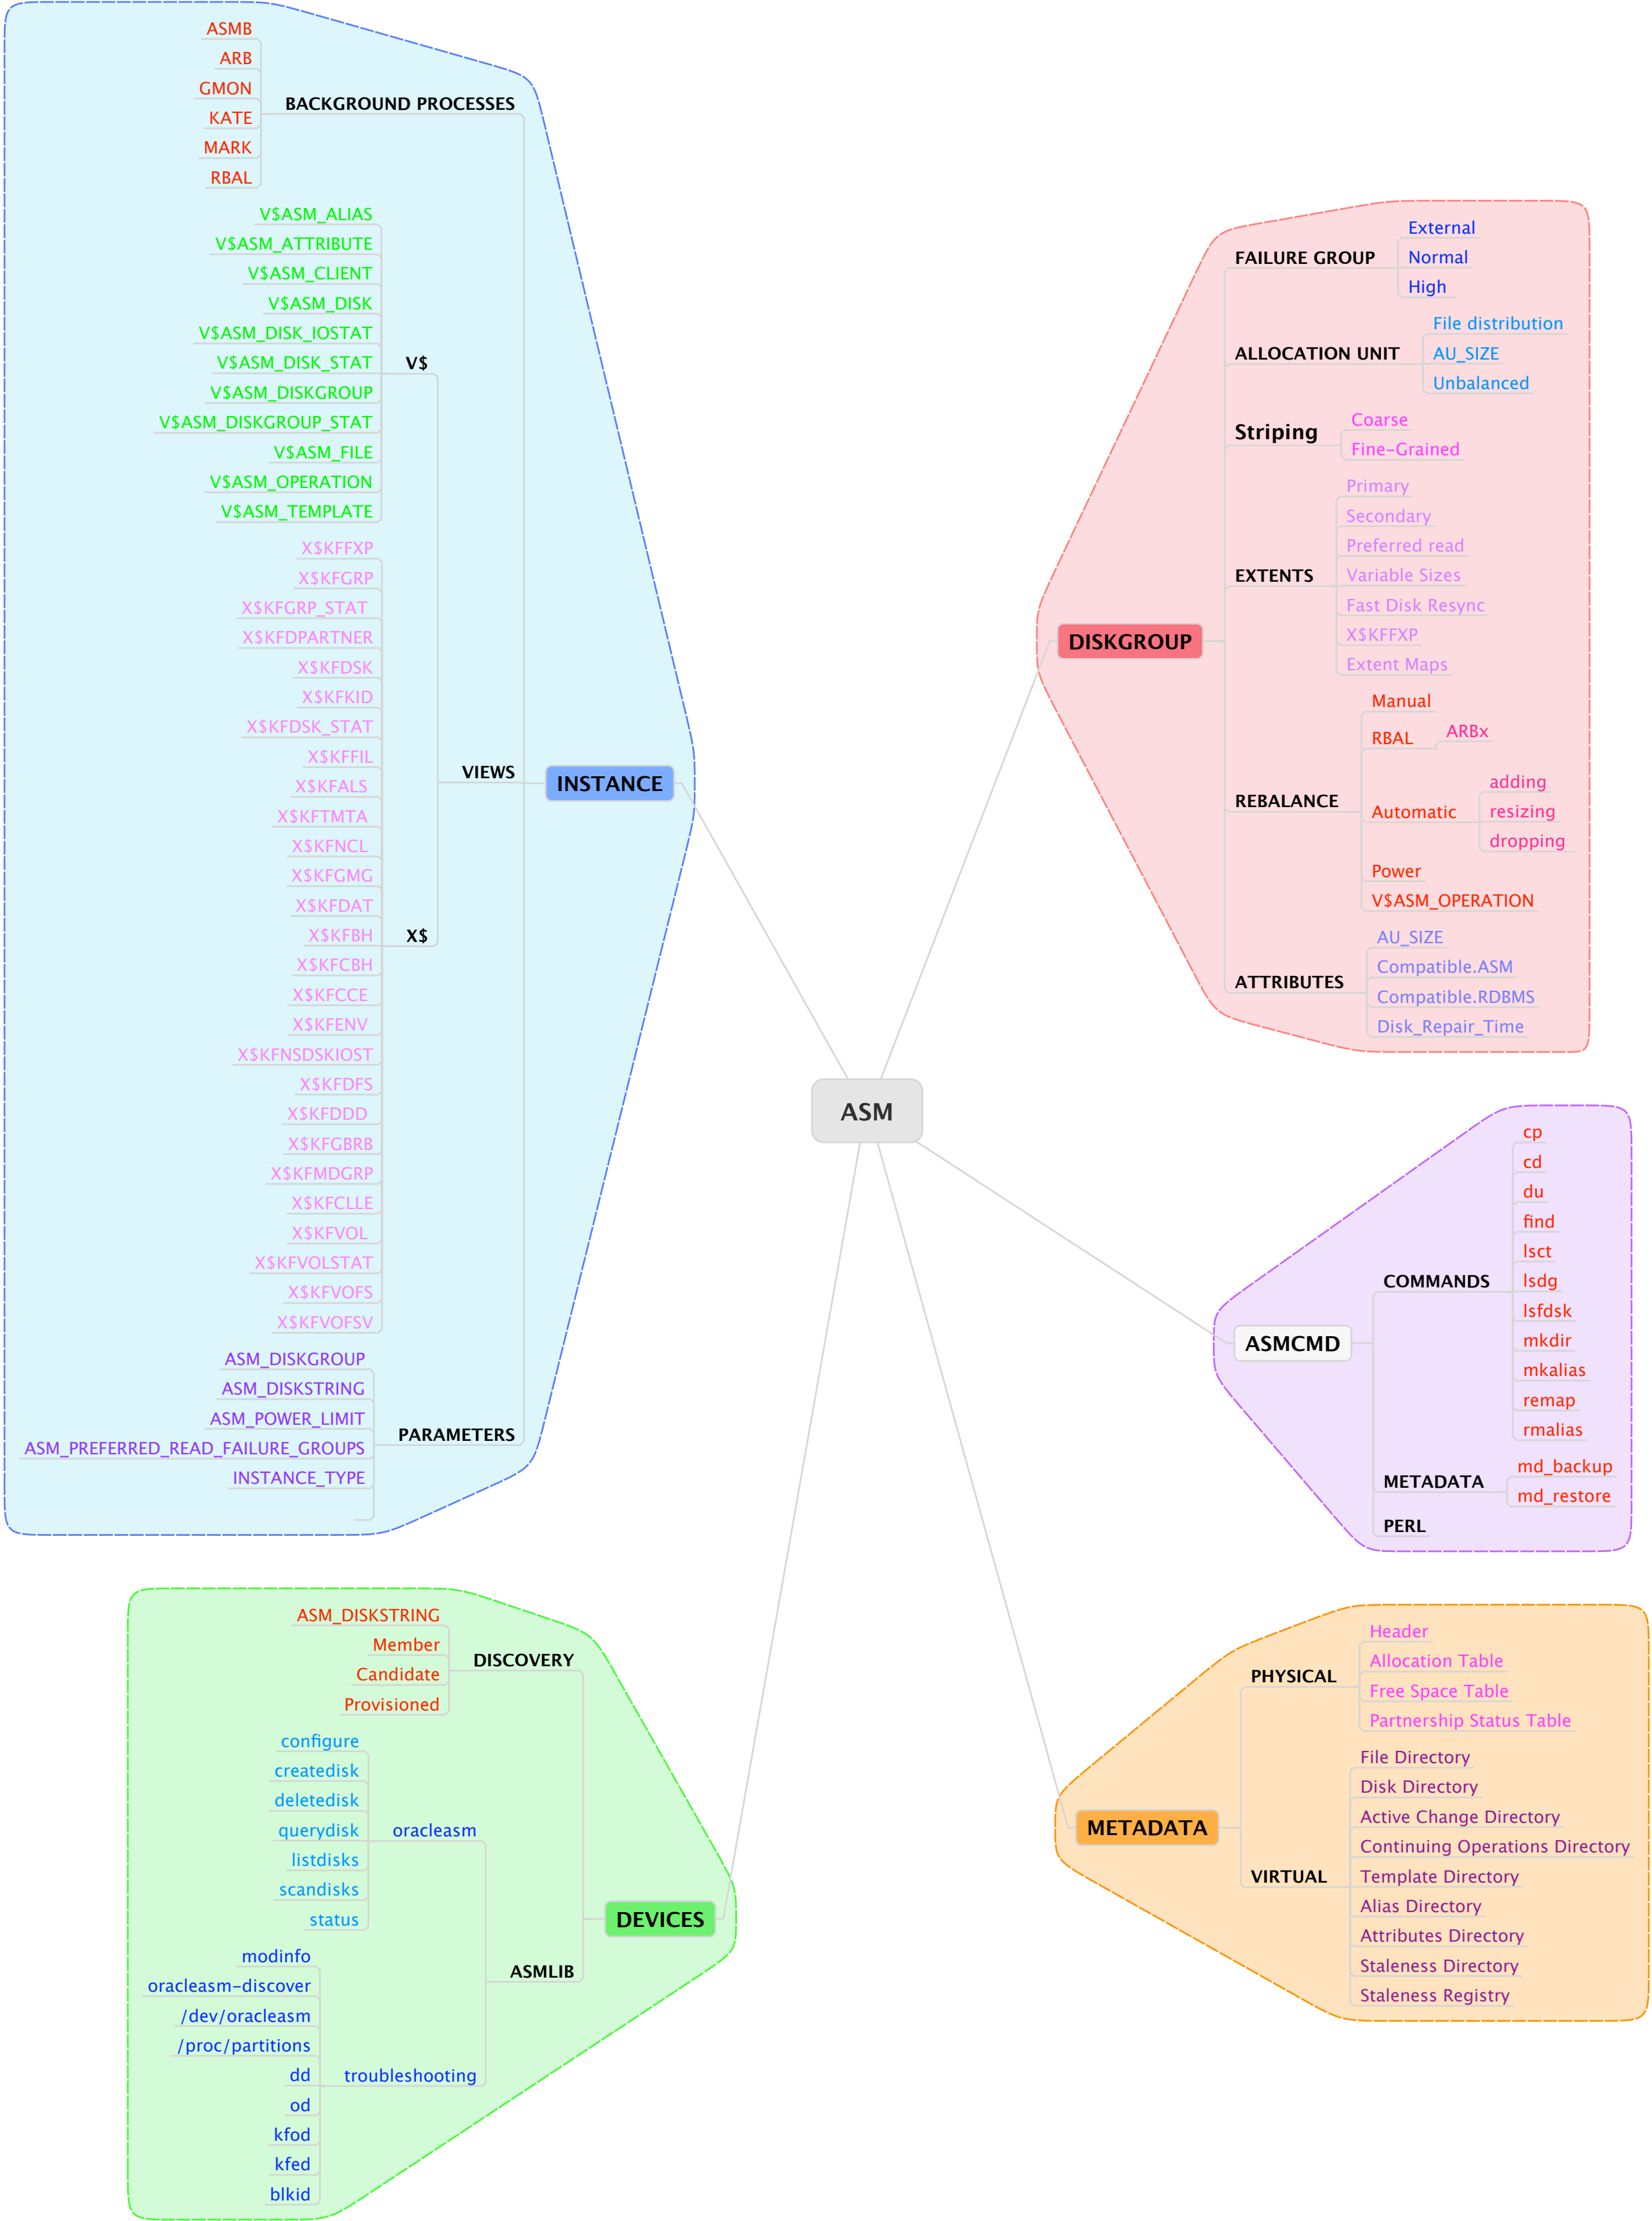 ASM
INSTANCE
BACKGROUND PROCESSES
ASMB
ARB
GMON
KATE
MARK
RBAL
VIEWS
V$
V$ASM_ALIAS
V$ASM_ATTRIBUTE
V$ASM_CLIENT
V$ASM_DISK
V$ASM_DISK_IOSTAT
V$ASM_DISK_STAT
V$ASM_DISKGROUP
V$ASM_DISKGROUP_STAT
V$ASM_FILE
V$ASM_OPERATION
V$ASM_TEMPLATE
X$
X$KFFXP
X$KFGRP
X$KFGRP_STAT
X$KFDPARTNER
X$KFDSK
X$KFKID
X$KFDSK_STAT
X$KFFIL
X$KFALS
X$KFTMTA
X$KFNCL
X$KFGMG
X$KFDAT
X$KFBH
X$KFCBH
X$KFCCE
X$KFENV
X$KFNSDSKIOST
X$KFDFS
X$KFDDD
X$KFGBRB
X$KFMDGRP
X$KFCLLE
X$KFVOL
X$KFVOLSTAT
X$KFVOFS
X$KFVOFSV
PARAMETERS
ASM_DISKGROUP
ASM_DISKSTRING
ASM_POWER_LIMIT
ASM_PREFERRED_READ_FAILURE_GROUPS
INSTANCE_TYPE
DEVICES
DISCOVERY
ASM_DISKSTRING
Member
Candidate
Provisioned
ASMLIB
oracleasm
configure
createdisk
deletedisk
querydisk
listdisks
scandisks
status
troubleshooting
modinfo
oracleasm-discover
/dev/oracleasm
/proc/partitions
dd
od
kfod
kfed
blkid
DISKGROUP
FAILURE GROUP
External
Normal
High
ALLOCATION UNIT
File distribution
AU_SIZE
Unbalanced
Striping
Coarse
Fine-Grained
EXTENTS
Primary
Secondary
Preferred read
Variable Sizes
Fast Disk Resync
X$KFFXP
Extent Maps
REBALANCE
Manual
RBAL
ARBx
Automatic
adding
resizing
dropping
Power
V$ASM_OPERATION
ATTRIBUTES
AU_SIZE
Compatible.ASM
Compatible.RDBMS
Disk_Repair_Time
ASMCMD
COMMANDS
cp
cd
du
find
lsct
lsdg
lsfdsk
mkdir
mkalias
remap
rmalias
METADATA
md_backup
md_restore
PERL
METADATA
PHYSICAL
Header
Allocation Table
Free Space Table
Partnership Status Table
VIRTUAL
File Directory
Disk Directory
Active Change Directory
Continuing Operations Directory
Template Directory
Alias Directory
Attributes Directory
Staleness Directory
Staleness Registry